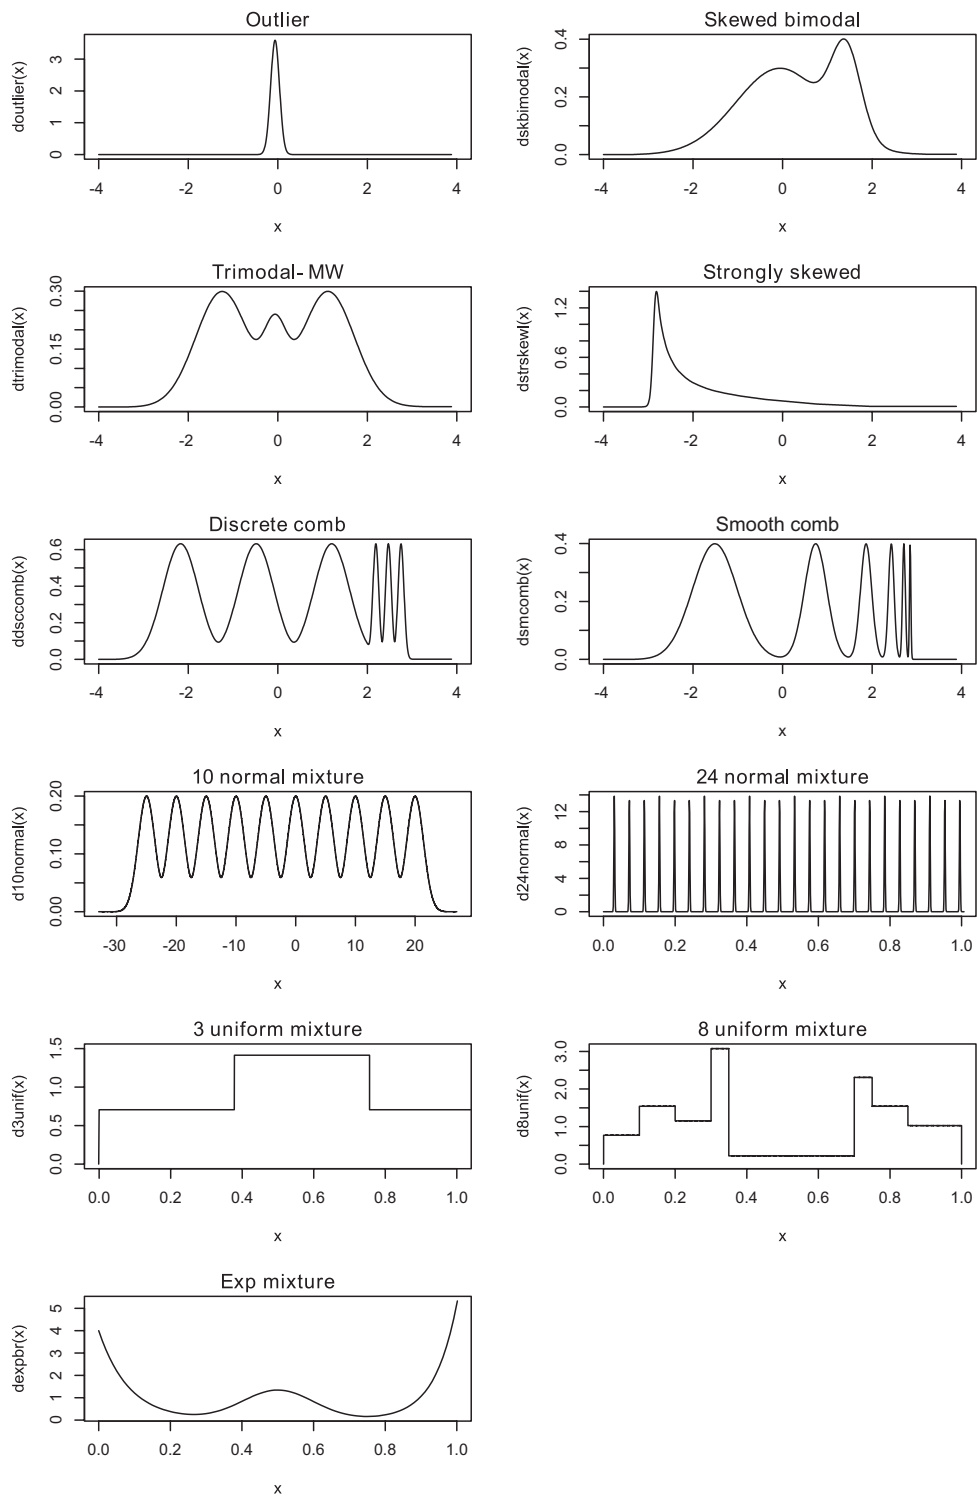 Outlier
doutlier(x)
3
2
1
0
-4 -2 0 2 4
x
Skewed bimodal
dskbimodal(x)
0.4
0.2
0.0
-4 -2 0 2 4
x
Trimodal- MW
dtrimodal(x)
0.30
0.15
0.00
-4 -2 0 2 4
x
Strongly skewed
dstrskewl(x)
1.2
0.6
0.0
-4 -2 0 2 4
x
Discrete comb
ddsccomb(x)
0.6
0.4
0.2
0.0
-4 -2 0 2 4
x
Smooth comb
dsmcomb(x)
0.4
0.2
0.0
-4 -2 0 2 4
x
10 normal mixture
d10normal(x)
0.20
0.10
0.00
-30 -20 -10 0 10 20
x
24 normal mixture
d24normal(x)
12
8
4
0
0.0 0.2 0.4 0.6 0.8 1.0
x
3 uniform mixture
d3unif(x)
1.5
1.0
0.5
0.0
0.0 0.2 0.4 0.6 0.8 1.0
x
8 uniform mixture
d8unif(x)
3.0
2.0
1.0
0.0
0.0 0.2 0.4 0.6 0.8 1.0
x
Exp mixture
dexpbr(x)
5
4
3
2
1
0
0.0 0.2 0.4 0.6 0.8 1.0
x